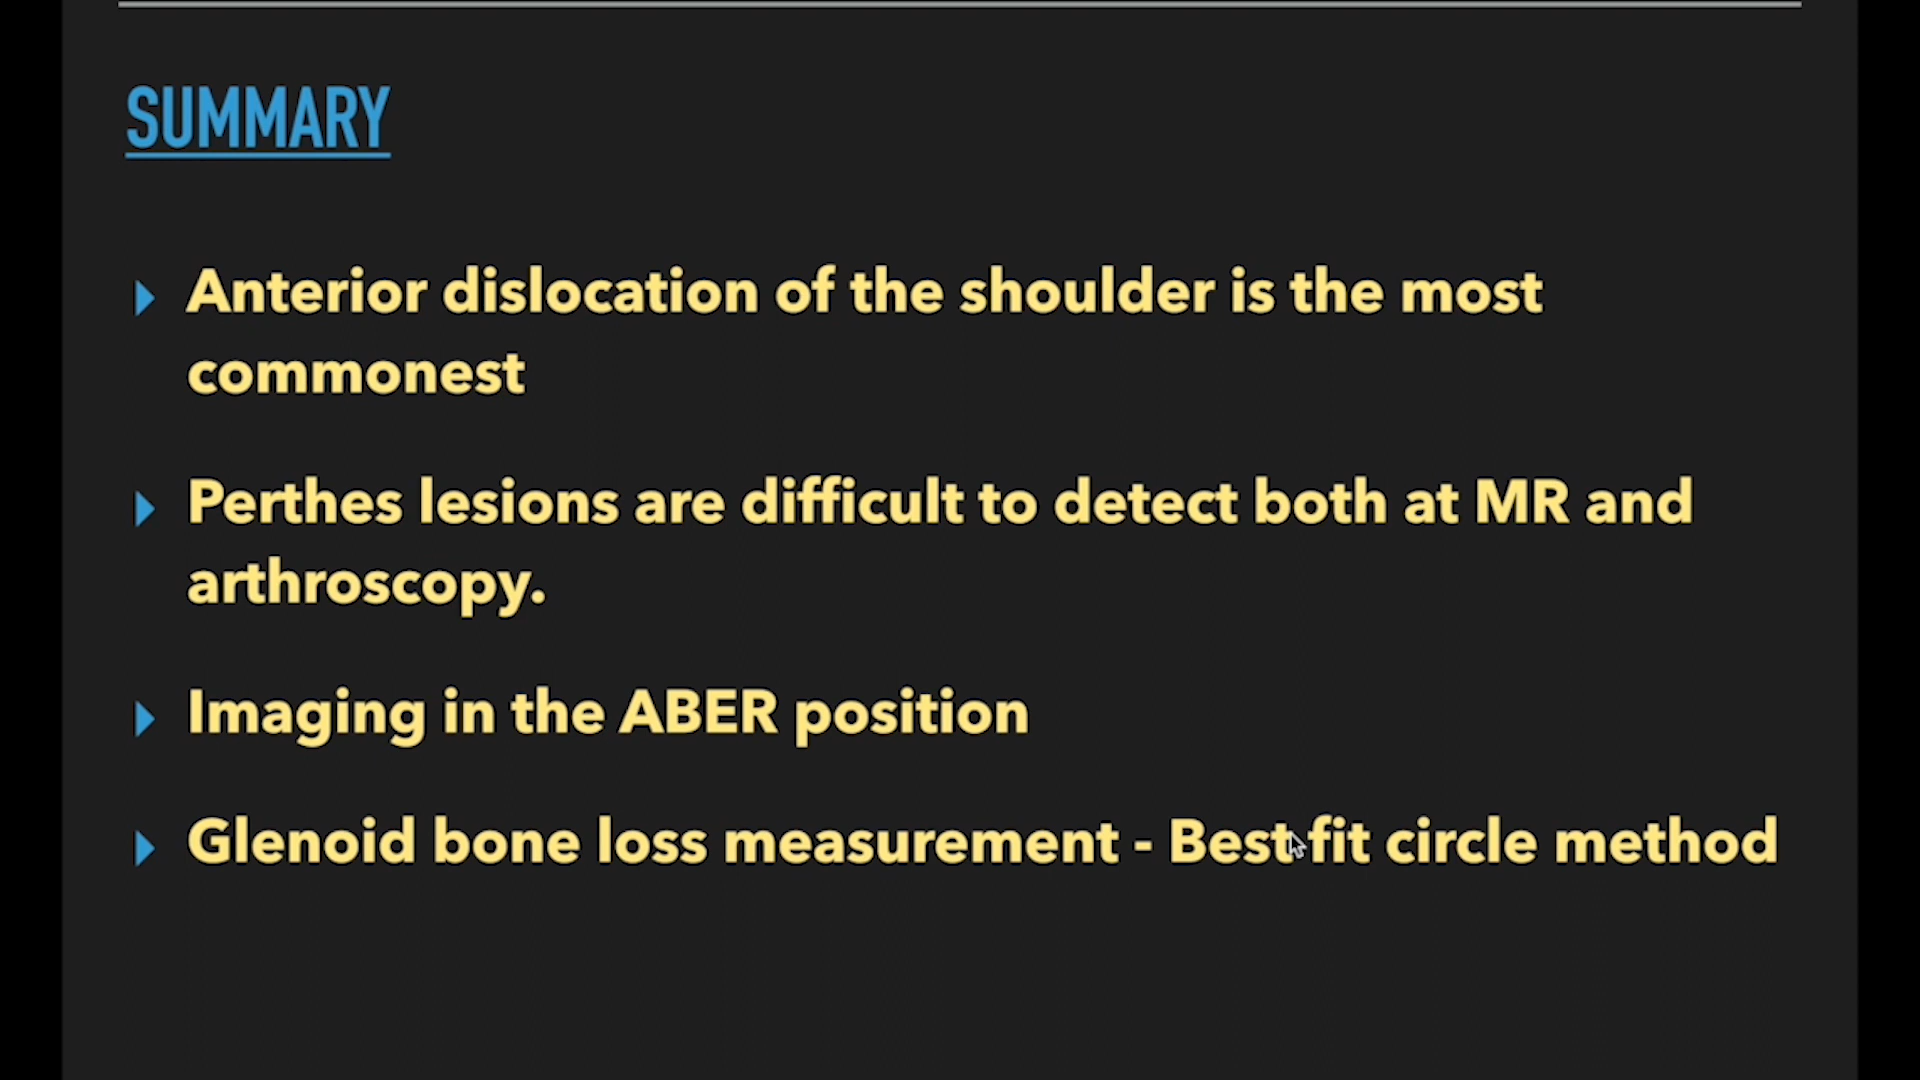 SUMMARY
Anterior dislocation of the shoulder is the most
commonest
Perthes lesions are difficult to detect both at MR and
arthroscopy.
Imaging in the ABER position
Glenoid bone loss measurement - Best fit circle method